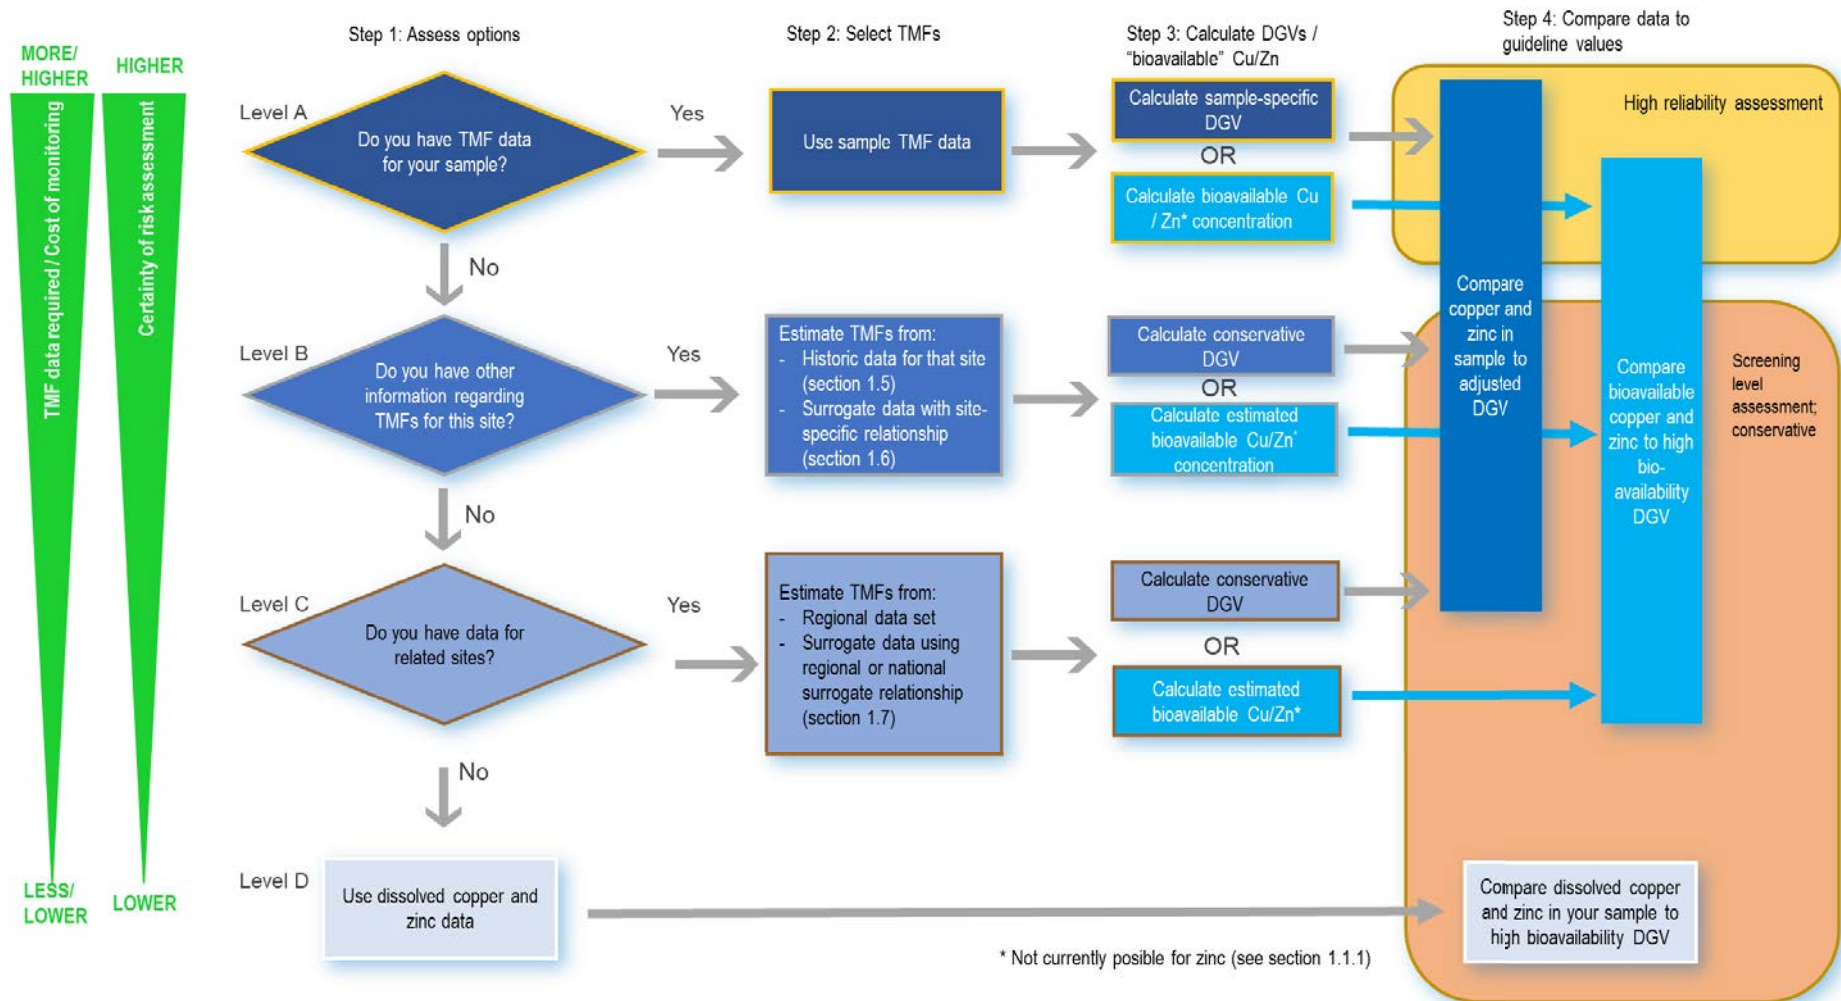 Step 1: Assess options
Step 2: Select TMFs
Step 3: Calculate DGVs /
“bioavailable” Cu/Zn
Step 4: Compare data to
guideline values
MORE/
HIGHER
HIGHER
TMF data required / Cost of monitoring
Certainty of risk assessment
LESS/
LOWER
LOWER
Level A
Do you have TMF data
for your sample?
Yes
Use sample TMF data
Calculate sample-specific
DGV
OR
Calculate bioavailable Cu
/ Zn* concentration
High reliability assessment
No
Level B
Do you have other
information regarding
TMFs for this site?
Yes
Estimate TMFs from:
- Historic data for that site
(section 1.5)
- Surrogate data with site-
specific relationship
(section 1.6)
Calculate conservative
DGV
OR
Calculate estimated
bioavailable Cu/Zn*
concentration
Compare
copper and
zinc in
sample to
adjusted
DGV
Compare
bioavailable
copper and
zinc to high
bio-
availability
DGV
Screening
level
assessment;
conservative
No
Level C
Do you have data for
related sites?
Yes
Estimate TMFs from:
- Regional data set
- Surrogate data using
regional or national
surrogate relationship
(section 1.7)
Calculate conservative
DGV
OR
Calculate estimated
bioavailable Cu/Zn*
No
Level D
Use dissolved copper and
zinc data
Compare dissolved copper
and zinc in your sample to
high bioavailability DGV
* Not currently posible for zinc (see section 1.1.1)